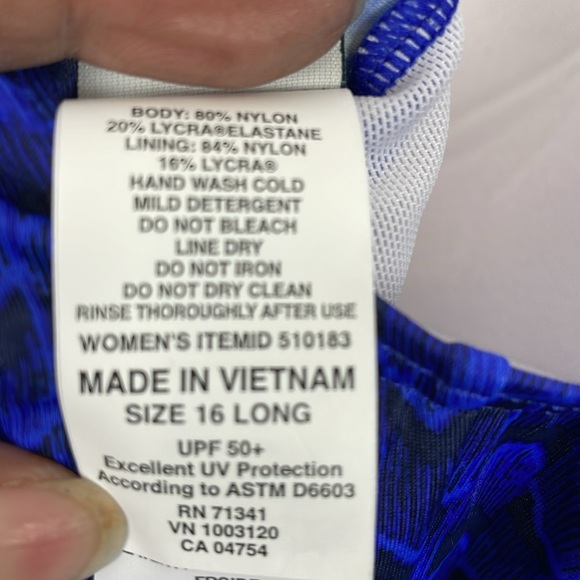 BODY: 80% NYLON
20% LYCRA®ELASTANE
LINING: 84% NYLON
16% LYCRA®
HAND WASH COLD
MILD DETERGENT
DO NOT BLEACH
LINE DRY
DO NOT IRON
DO NOT DRY CLEAN
RINSE THOROUGHLY AFTER USE
WOMEN'S ITEMID 510183
MADE IN VIETNAM
SIZE 16 LONG
UPF 50+
Excellent UV Protection
According to ASTM D6603
RN 71341
VN 1003120
CA 04754